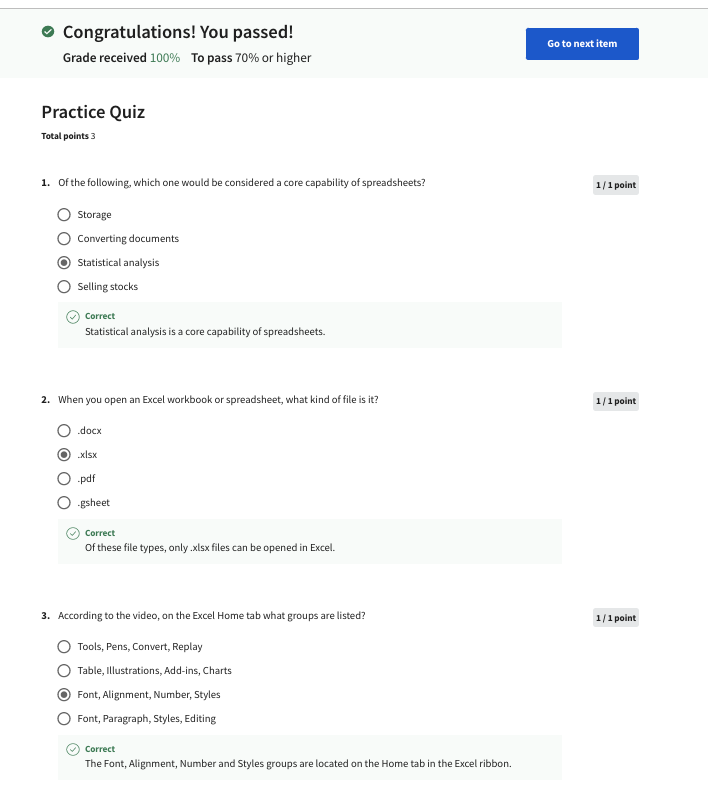 Congratulations! You passed!
Grade received 100% To pass 70% or higher
Go to next item
Practice Quiz
Total points 3
1. Of the following, which one would be considered a core capability of spreadsheets?
1 / 1 point
Storage
Converting documents
Statistical analysis
Selling stocks
Correct
Statistical analysis is a core capability of spreadsheets.
2. When you open an Excel workbook or spreadsheet, what kind of file is it?
1 / 1 point
.docx
.xlsx
.pdf
.gsheet
Correct
Of these file types, only .xlsx files can be opened in Excel.
3. According to the video, on the Excel Home tab what groups are listed?
1 / 1 point
Tools, Pens, Convert, Replay
Table, Illustrations, Add-ins, Charts
Font, Alignment, Number, Styles
Font, Paragraph, Styles, Editing
Correct
The Font, Alignment, Number and Styles groups are located on the Home tab in the Excel ribbon.